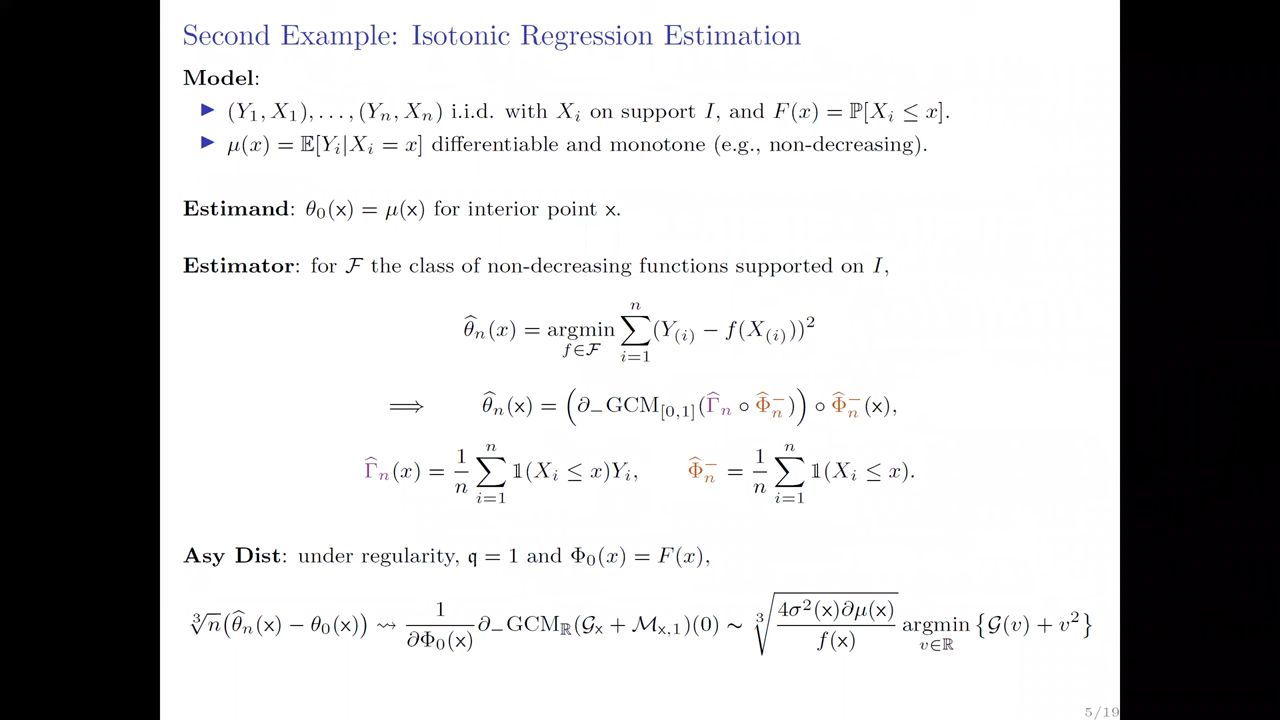 Second Example: Isotonic Regression Estimation
Model:
▶ (Y₁, X₁), . . . , (Yₙ, Xₙ) i.i.d. with Xᵢ on support I, and F(x) = ℙ[Xᵢ ≤ x].
▶ μ(x) = 𝔼[Yᵢ|Xᵢ = x] differentiable and monotone (e.g., non-decreasing).
Estimand: θ₀(x) = μ(x) for interior point x.
Estimator: for ℱ the class of non-decreasing functions supported on I,
θ̂ₙ(x) = argmin_{f∈ℱ} ∑_{i=1}^{n} (Y₍ᵢ₎ − f(X₍ᵢ₎))²
⟹ θ̂ₙ(x) = (∂₋GCM_{[0,1]}(Γ̂ₙ ∘ Φ̂ₙ⁻)) ∘ Φ̂ₙ⁻(x),
Γ̂ₙ(x) = 1/n ∑_{i=1}^{n} 𝟙(Xᵢ ≤ x)Yᵢ, Φ̂ₙ⁻ = 1/n ∑_{i=1}^{n} 𝟙(Xᵢ ≤ x).
Asy Dist: under regularity, 𝔮 = 1 and Φ₀(x) = F(x),
∛n(θ̂ₙ(x) − θ₀(x)) ⇝ 1/∂Φ₀(x) ∂₋GCM_ℝ(𝒢ₓ + ℳ_{x,1})(0) ∼ ∛(4σ²(x)∂μ(x)/f(x)) argmin_{v∈ℝ} {𝒢(v) + v²}
5/19